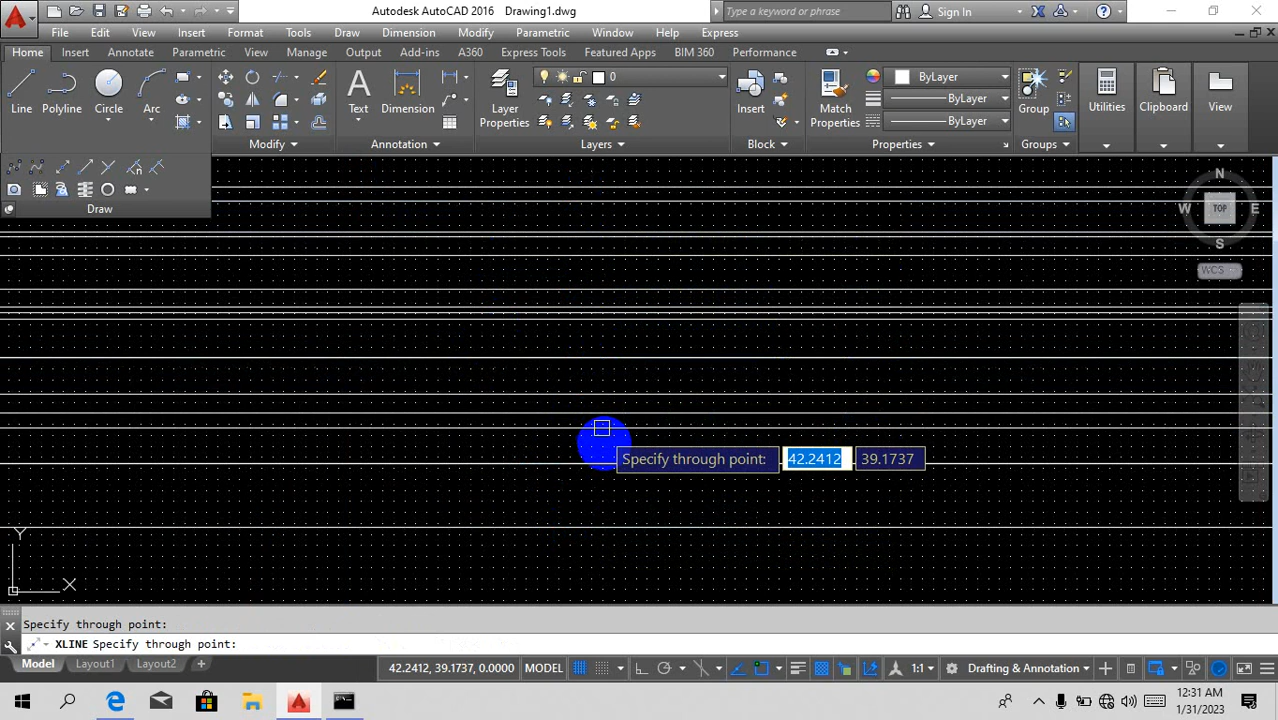 Autodesk AutoCAD 2016 Drawing1.dwg
Type a keyword or phrase
Sign In
File Edit View Insert Format Tools Draw Dimension Modify Parametric Window Help Express
Home Insert Annotate Parametric View Manage Output Add-ins A360 Express Tools Featured Apps BIM 360 Performance
Line
Polyline
Circle
Arc
Text
Dimension
Layer
Properties
0
Insert
Match
Properties
ByLayer
ByLayer
ByLayer
Group
Utilities
Clipboard
View
Modify
Annotation
Layers
Block
Properties
Groups
Draw
N
W
TOP
E
S
WCS
Specify through point: 42.2412 39.1737
Y
X
Specify through point:
XLINE Specify through point:
Model Layout1 Layout2 +
42.2412, 39.1737, 0.0000 MODEL
1:1
Drafting & Annotation
12:31 AM
1/31/2023